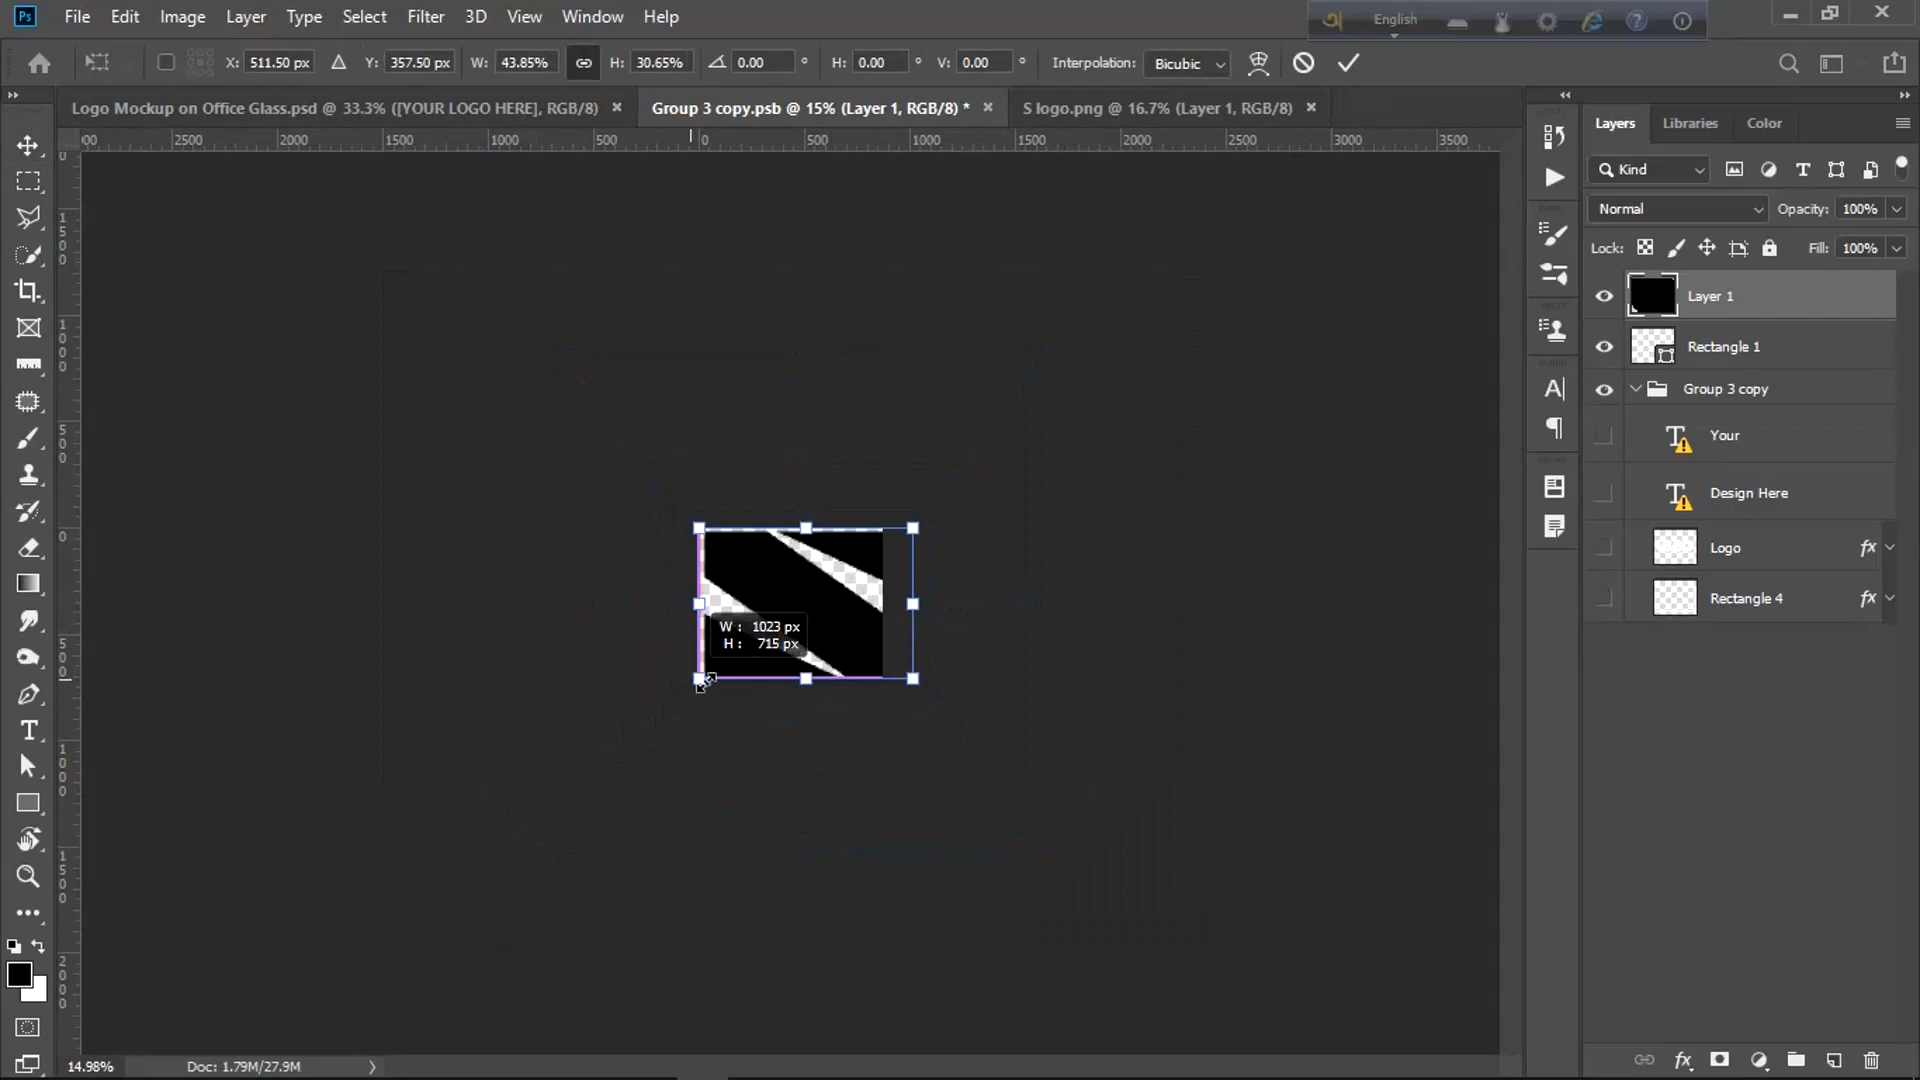 Ps File Edit Image Layer Type Select Filter 3D View Window Help
অ English
X: 511.50 px Y: 357.50 px W: 43.85% H: 30.65% 0.00 ° H: 0.00 ° V: 0.00 ° Interpolation: Bicubic
Logo Mockup on Office Glass.psd @ 33.3% ([YOUR LOGO HERE], RGB/8) × Group 3 copy.psb @ 15% (Layer 1, RGB/8) * × S logo.png @ 16.7% (Layer 1, RGB/8) ×
2500 2000 1500 1000 500 0 500 1000 1500 2000 2500 3000 3500
Layers Libraries Color
Kind
Normal Opacity: 100%
Lock: Fill: 100%
Layer 1
Rectangle 1
Group 3 copy
Your
Design Here
Logo fx
Rectangle 4 fx
W : 1023 px
H : 715 px
14.98% Doc: 1.79M/27.9M